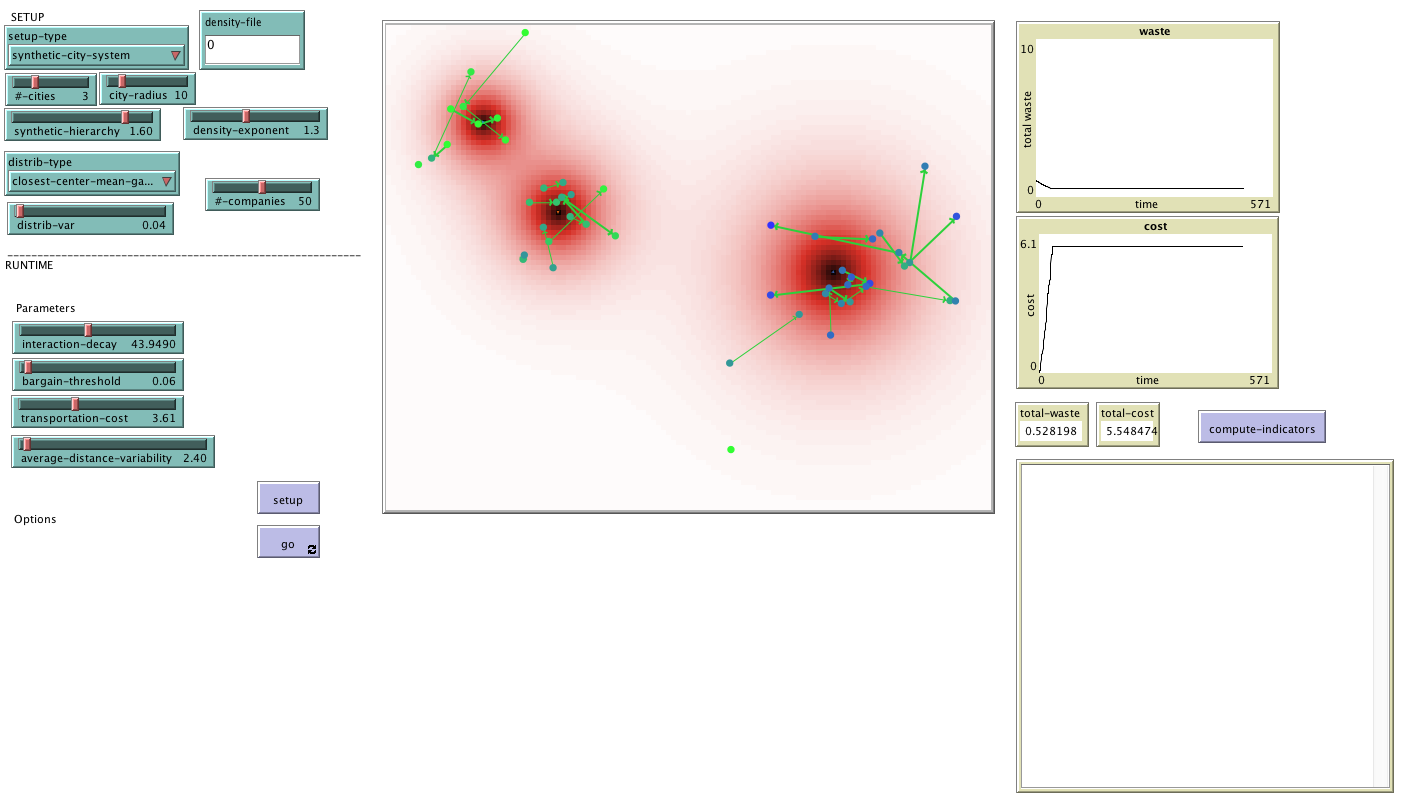 SETUP
setup-type
synthetic-city-system
density-file
0
#-cities 3
city-radius 10
synthetic-hierarchy 1.60
density-exponent 1.3
distrib-type
closest-center-mean-ga...
#-companies 50
distrib-var 0.04
RUNTIME
Parameters
interaction-decay 43.9490
bargain-threshold 0.06
transportation-cost 3.61
average-distance-variability 2.40
setup
Options
go
waste
10
total waste
0
0 time 571
cost
6.1
cost
0
0 time 571
total-waste
0.528198
total-cost
5.548474
compute-indicators